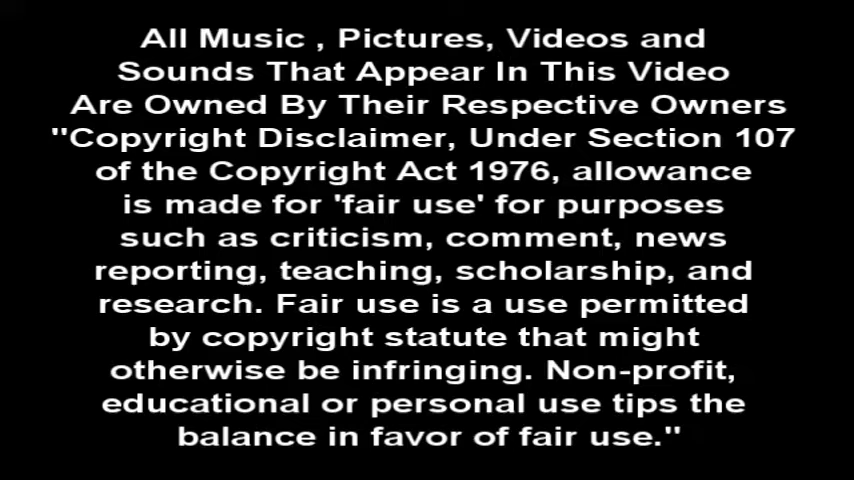 All Music , Pictures, Videos and
Sounds That Appear In This Video
Are Owned By Their Respective Owners
"Copyright Disclaimer, Under Section 107
of the Copyright Act 1976, allowance
is made for 'fair use' for purposes
such as criticism, comment, news
reporting, teaching, scholarship, and
research. Fair use is a use permitted
by copyright statute that might
otherwise be infringing. Non-profit,
educational or personal use tips the
balance in favor of fair use."